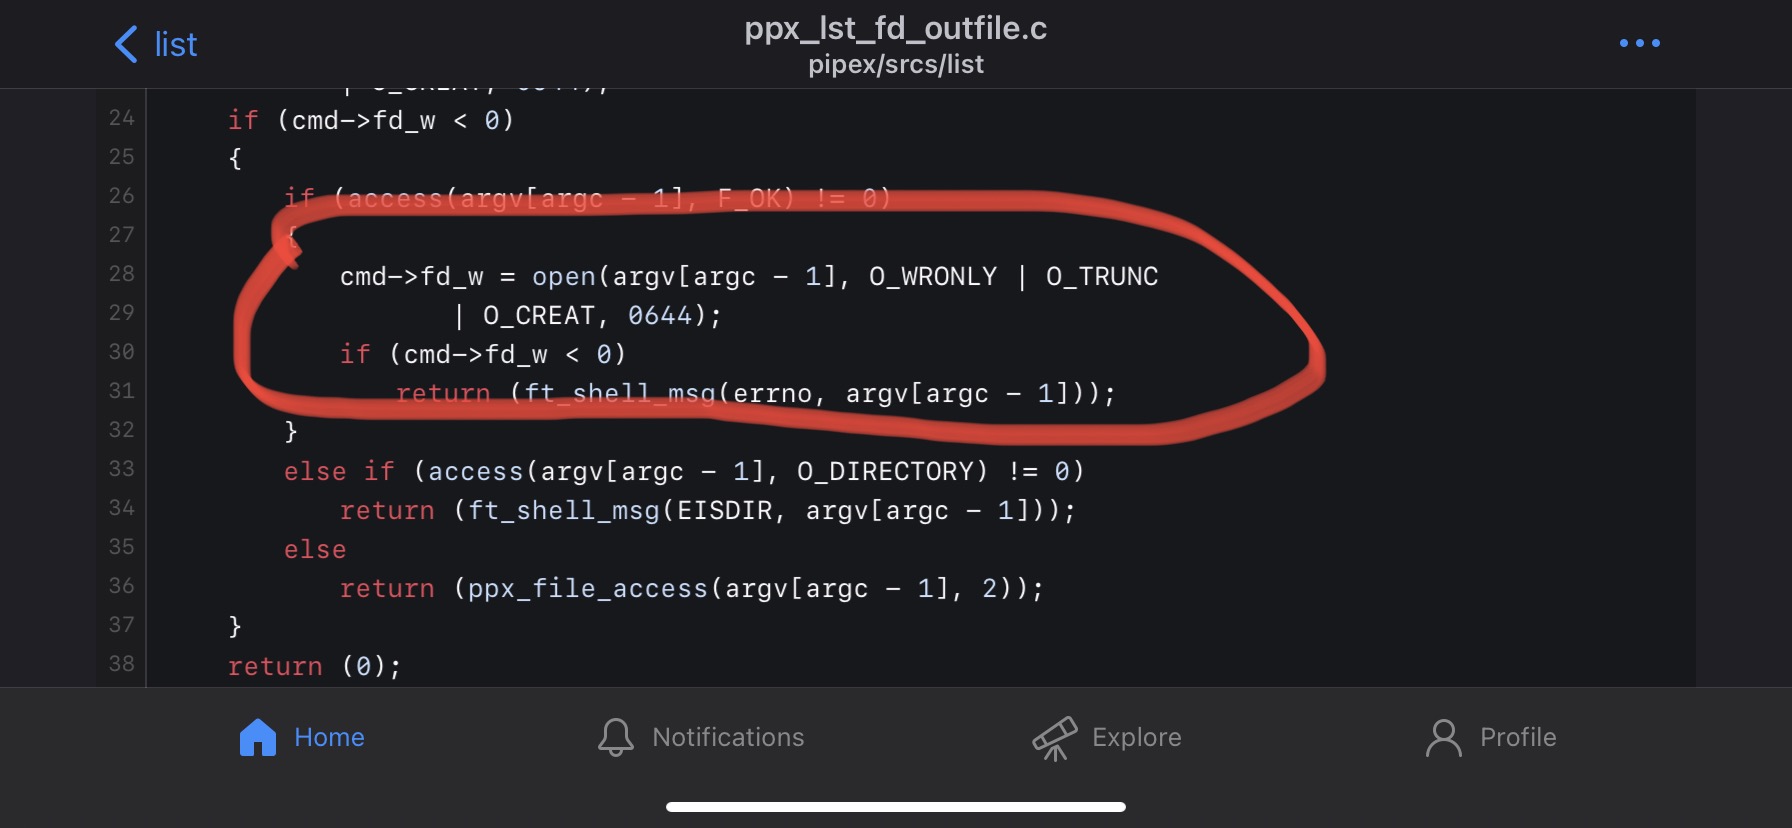 list
ppx_lst_fd_outfile.c
pipex/srcs/list
24 if (cmd->fd_w < 0)
25 {
26 if (access(argv[argc - 1], F_OK) != 0)
27 {
28 cmd->fd_w = open(argv[argc - 1], O_WRONLY | O_TRUNC
29 | O_CREAT, 0644);
30 if (cmd->fd_w < 0)
31 return (ft_shell_msg(errno, argv[argc - 1]));
32 }
33 else if (access(argv[argc - 1], O_DIRECTORY) != 0)
34 return (ft_shell_msg(EISDIR, argv[argc - 1]));
35 else
36 return (ppx_file_access(argv[argc - 1], 2));
37 }
38 return (0);
Home Notifications Explore Profile